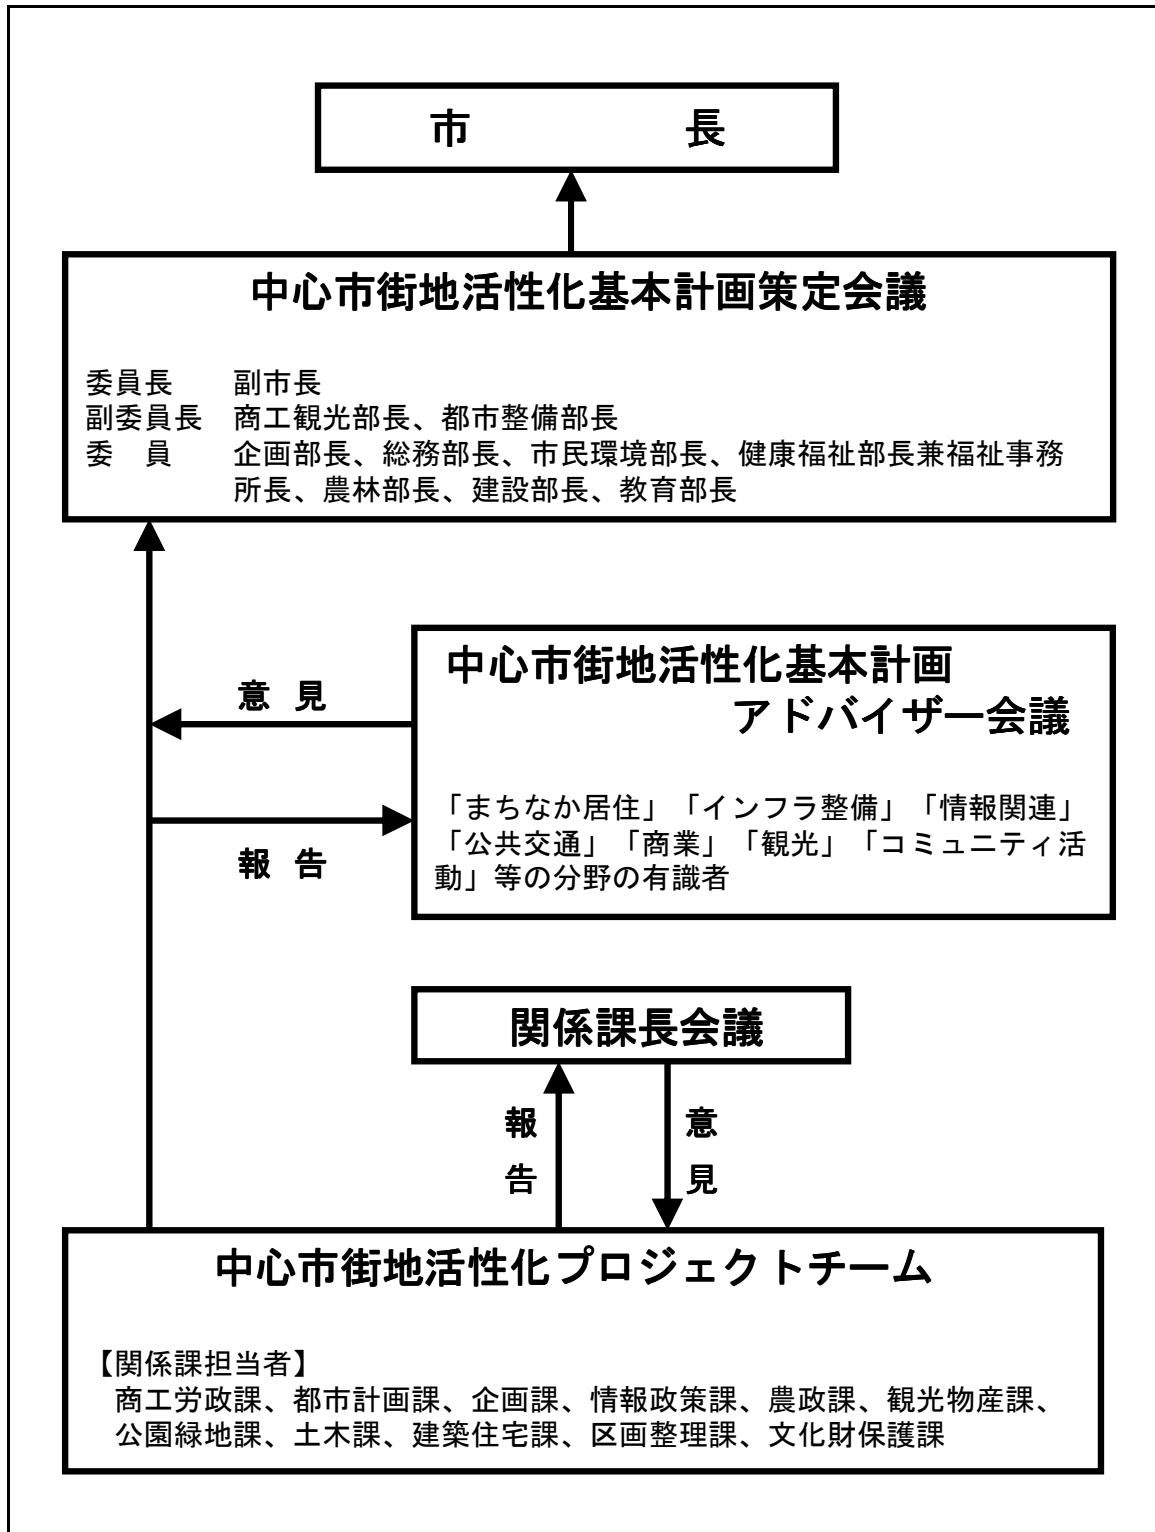 市　　　　長
中心市街地活性化基本計画策定会議
委員長　　副市長
副委員長　商工観光部長、都市整備部長
委　員　　企画部長、総務部長、市民環境部長、健康福祉部長兼福祉事務
所長、農林部長、建設部長、教育部長
中心市街地活性化基本計画
アドバイザー会議
「まちなか居住」「インフラ整備」「情報関連」
「公共交通」「商業」「観光」「コミュニティ活
動」等の分野の有識者
意　見
報　告
関係課長会議
報告
意見
中心市街地活性化プロジェクトチーム
【関係課担当者】
商工労政課、都市計画課、企画課、情報政策課、農政課、観光物産課、
公園緑地課、土木課、建築住宅課、区画整理課、文化財保護課